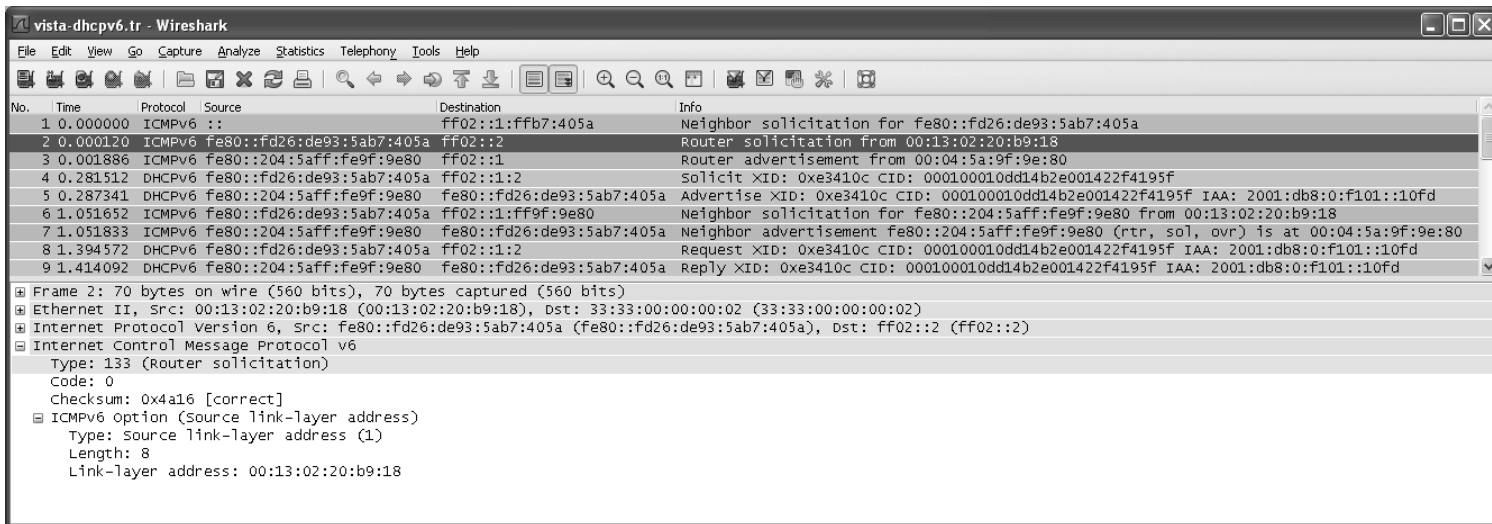 vista-dhcpv6.tr - Wireshark
File Edit View Go Capture Analyze Statistics Telephony Tools Help
No. Time Protocol Source Destination Info
1 0.000000 ICMPv6 :: ff02::1:ffb7:405a Neighbor solicitation for fe80::fd26:de93:5ab7:405a
2 0.000120 ICMPv6 fe80::fd26:de93:5ab7:405a ff02::2 Router solicitation from 00:13:02:20:b9:18
3 0.001886 ICMPv6 fe80::204:5aff:fe9f:9e80 ff02::1 Router advertisement from 00:04:5a:9f:9e:80
4 0.281512 DHCPv6 fe80::fd26:de93:5ab7:405a ff02::1:2 Solicit XID: 0xe3410c CID: 000100010dd14b2e001422f4195f
5 0.287341 DHCPv6 fe80::204:5aff:fe9f:9e80 fe80::fd26:de93:5ab7:405a Advertise XID: 0xe3410c CID: 000100010dd14b2e001422f4195f IAA: 2001:db8:0:f101::10fd
6 1.051652 ICMPv6 fe80::fd26:de93:5ab7:405a ff02::1:ff9f:9e80 Neighbor solicitation for fe80::204:5aff:fe9f:9e80 from 00:13:02:20:b9:18
7 1.051833 ICMPv6 fe80::204:5aff:fe9f:9e80 fe80::fd26:de93:5ab7:405a Neighbor advertisement fe80::204:5aff:fe9f:9e80 (rtr, sol, ovr) is at 00:04:5a:9f:9e:80
8 1.394572 DHCPv6 fe80::fd26:de93:5ab7:405a ff02::1:2 Request XID: 0xe3410c CID: 000100010dd14b2e001422f4195f IAA: 2001:db8:0:f101::10fd
9 1.414092 DHCPv6 fe80::204:5aff:fe9f:9e80 fe80::fd26:de93:5ab7:405a Reply XID: 0xe3410c CID: 000100010dd14b2e001422f4195f IAA: 2001:db8:0:f101::10fd
Frame 2: 70 bytes on wire (560 bits), 70 bytes captured (560 bits)
Ethernet II, Src: 00:13:02:20:b9:18 (00:13:02:20:b9:18), Dst: 33:33:00:00:00:02 (33:33:00:00:00:02)
Internet Protocol Version 6, Src: fe80::fd26:de93:5ab7:405a (fe80::fd26:de93:5ab7:405a), Dst: ff02::2 (ff02::2)
Internet Control Message Protocol v6
Type: 133 (Router solicitation)
Code: 0
Checksum: 0x4a16 [correct]
ICMPv6 Option (Source link-layer address)
Type: Source link-layer address (1)
Length: 8
Link-layer address: 00:13:02:20:b9:18